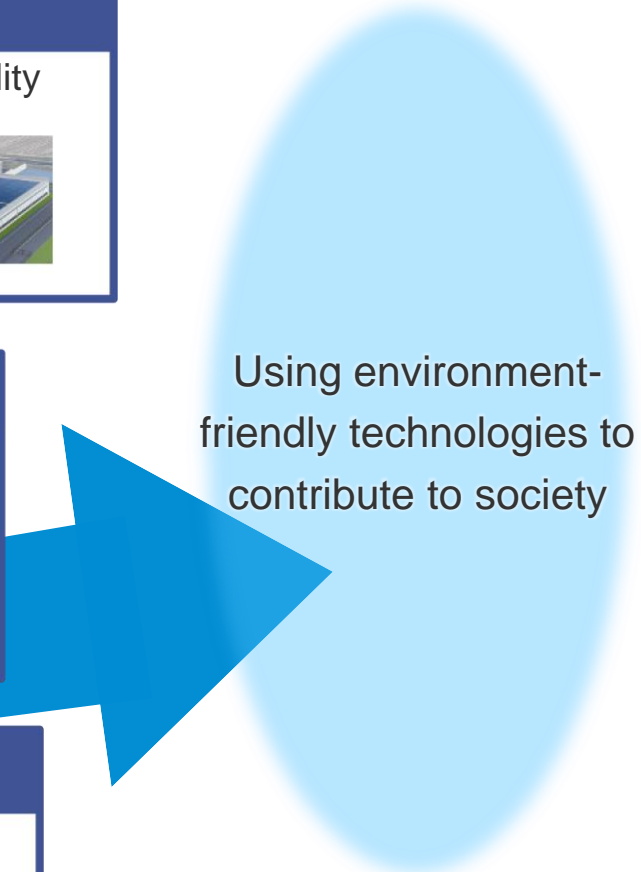 lity
Using environment-
friendly technologies to
contribute to society